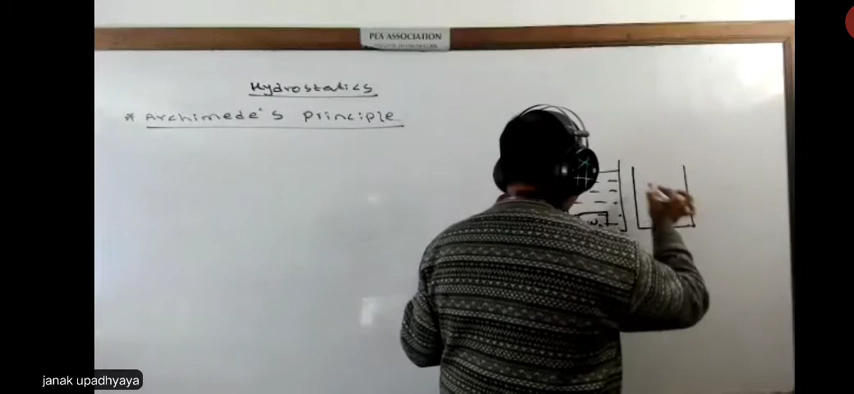 PEA ASSOCIATION
Hydrostatics
* Archimede's Principle
janak upadhyaya